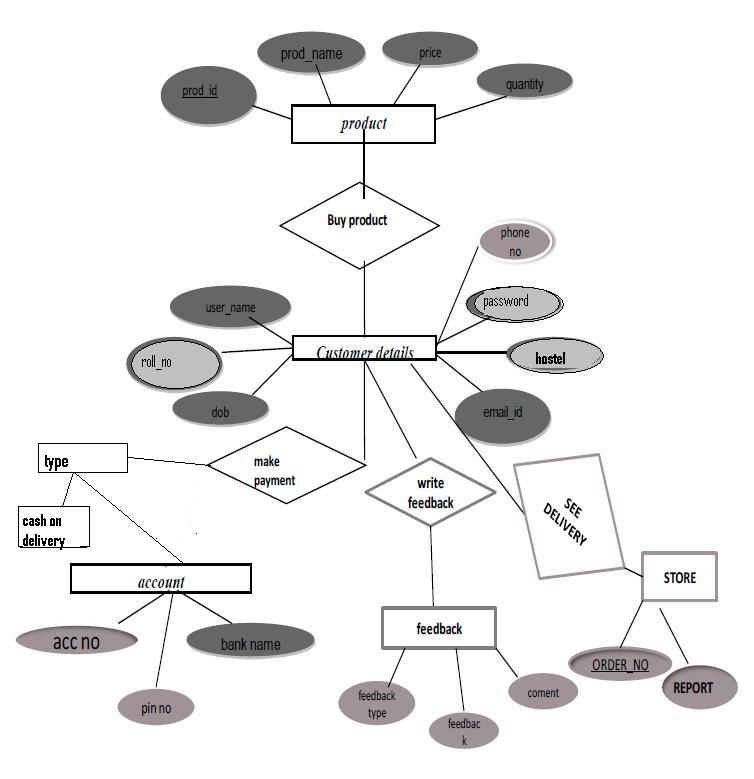 prod_name
price
prod_id
quantity
product
Buy product
phone
no
user_name
password
roll_no
Customer details
hostel
dob
email_id
type
make
payment
write
feedback
SEE
DELIVERY
cash on
delivery
account
STORE
acc no
bank name
feedback
ORDER_NO
REPORT
pin no
feedback
type
coment
feedbac
k